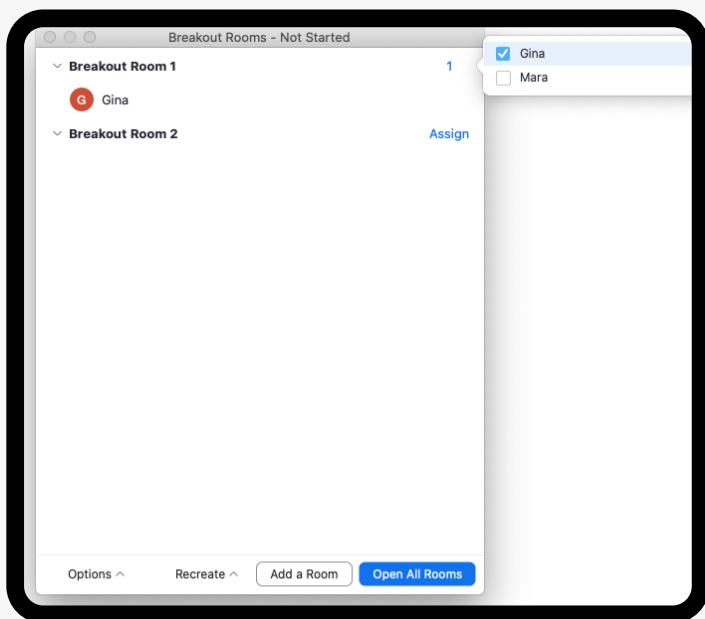 Breakout Rooms - Not Started
Breakout Room 1 1
G Gina
Breakout Room 2 Assign
Gina
Mara
Options Recreate Add a Room Open All Rooms